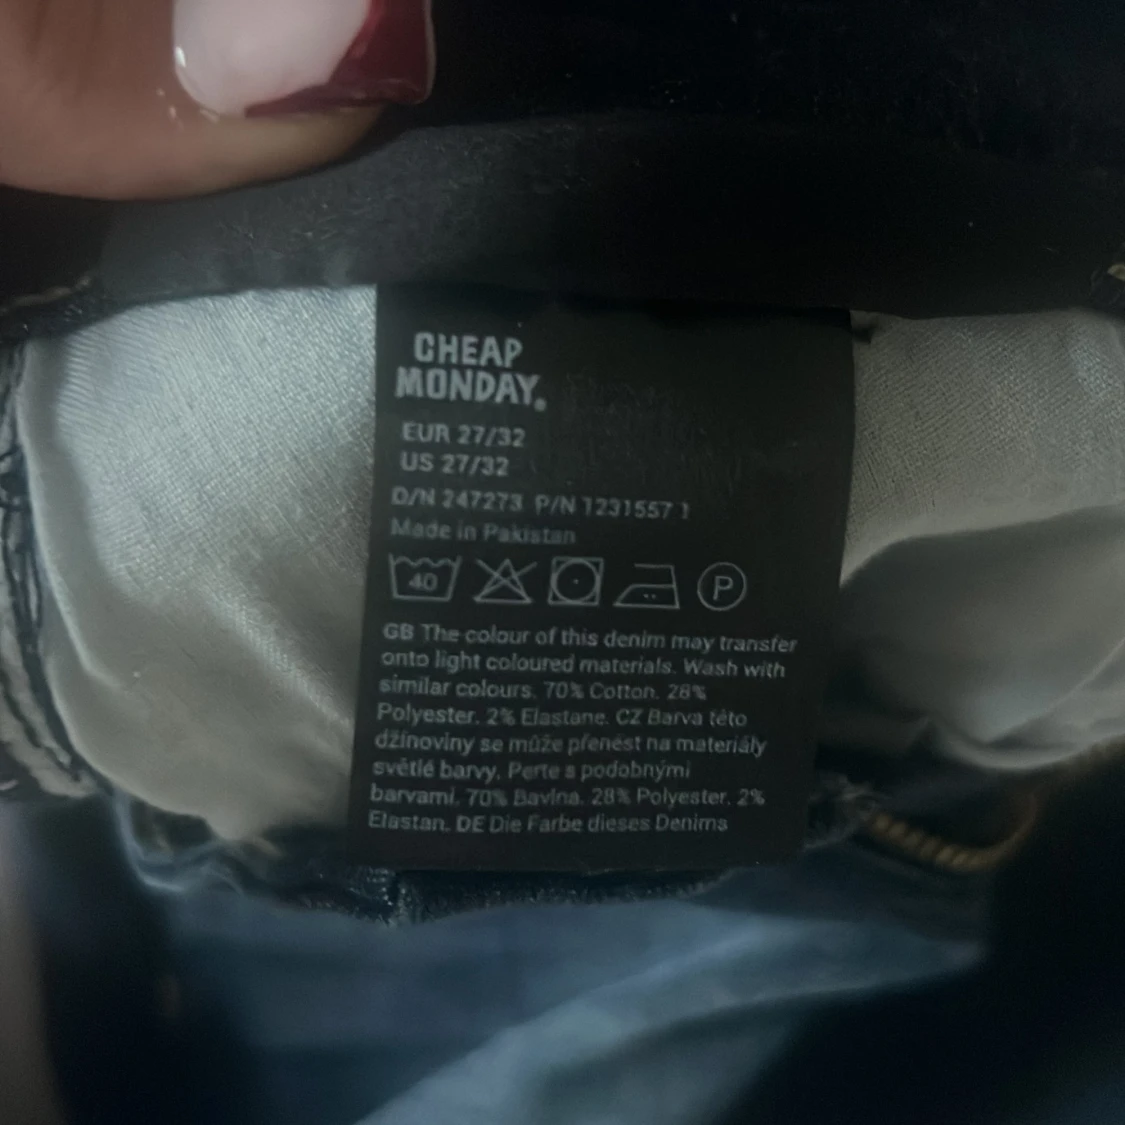 CHEAP
MONDAY®
EUR 27/32
US 27/32
D/N 247273 P/N 1231557 1
Made in Pakistan
40 P
GB The colour of this denim may transfer
onto light coloured materials. Wash with
similar colours. 70% Cotton. 28%
Polyester. 2% Elastane. CZ Barva této
džínoviny se může přenést na materiály
světlé barvy. Perte s podobnými
barvami. 70% Bavlna. 28% Polyester. 2%
Elastan. DE Die Farbe dieses Denims